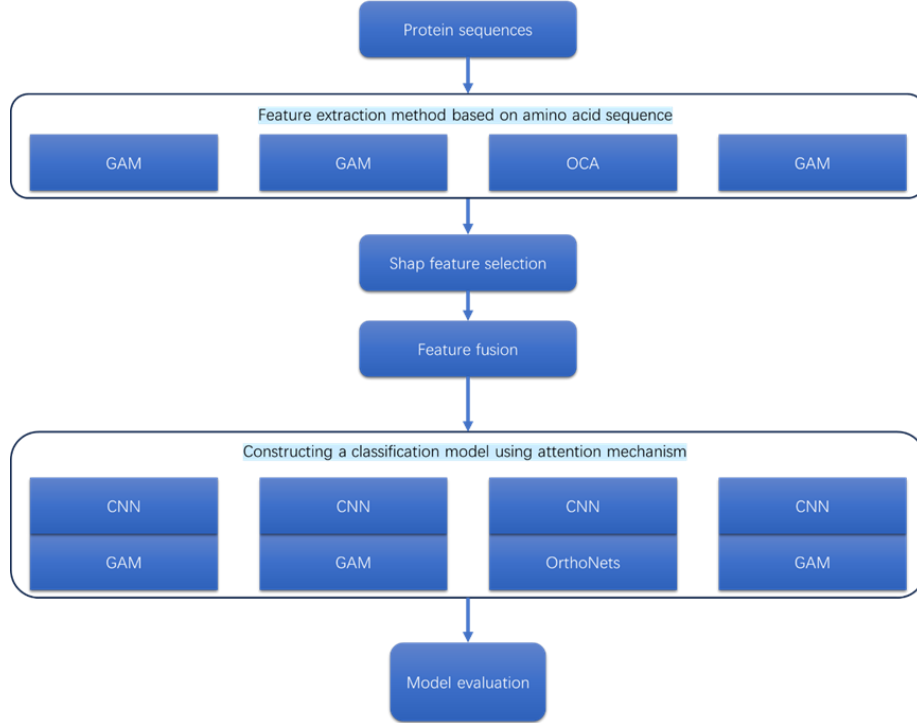 Protein sequences
Feature extraction method based on amino acid sequence
GAM GAM OCA GAM
Shap feature selection
Feature fusion
Constructing a classification model using attention mechanism
CNN CNN CNN CNN
GAM GAM OrthoNets GAM
Model evaluation